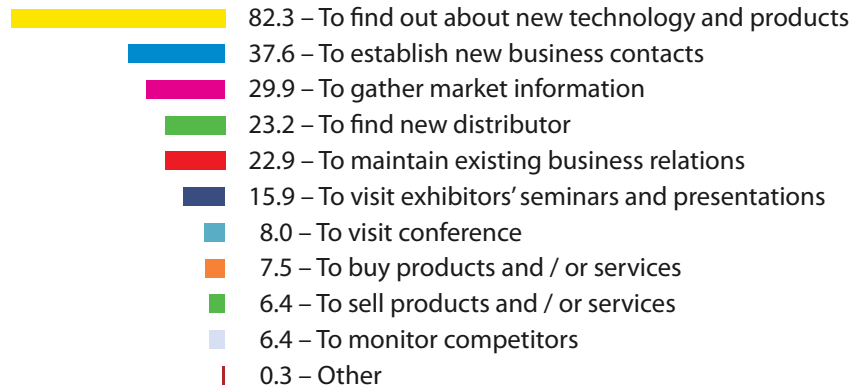 82.3 – To find out about new technology and products
37.6 – To establish new business contacts
29.9 – To gather market information
23.2 – To find new distributor
22.9 – To maintain existing business relations
15.9 – To visit exhibitors’ seminars and presentations
8.0 – To visit conference
7.5 – To buy products and / or services
6.4 – To sell products and / or services
6.4 – To monitor competitors
0.3 – Other